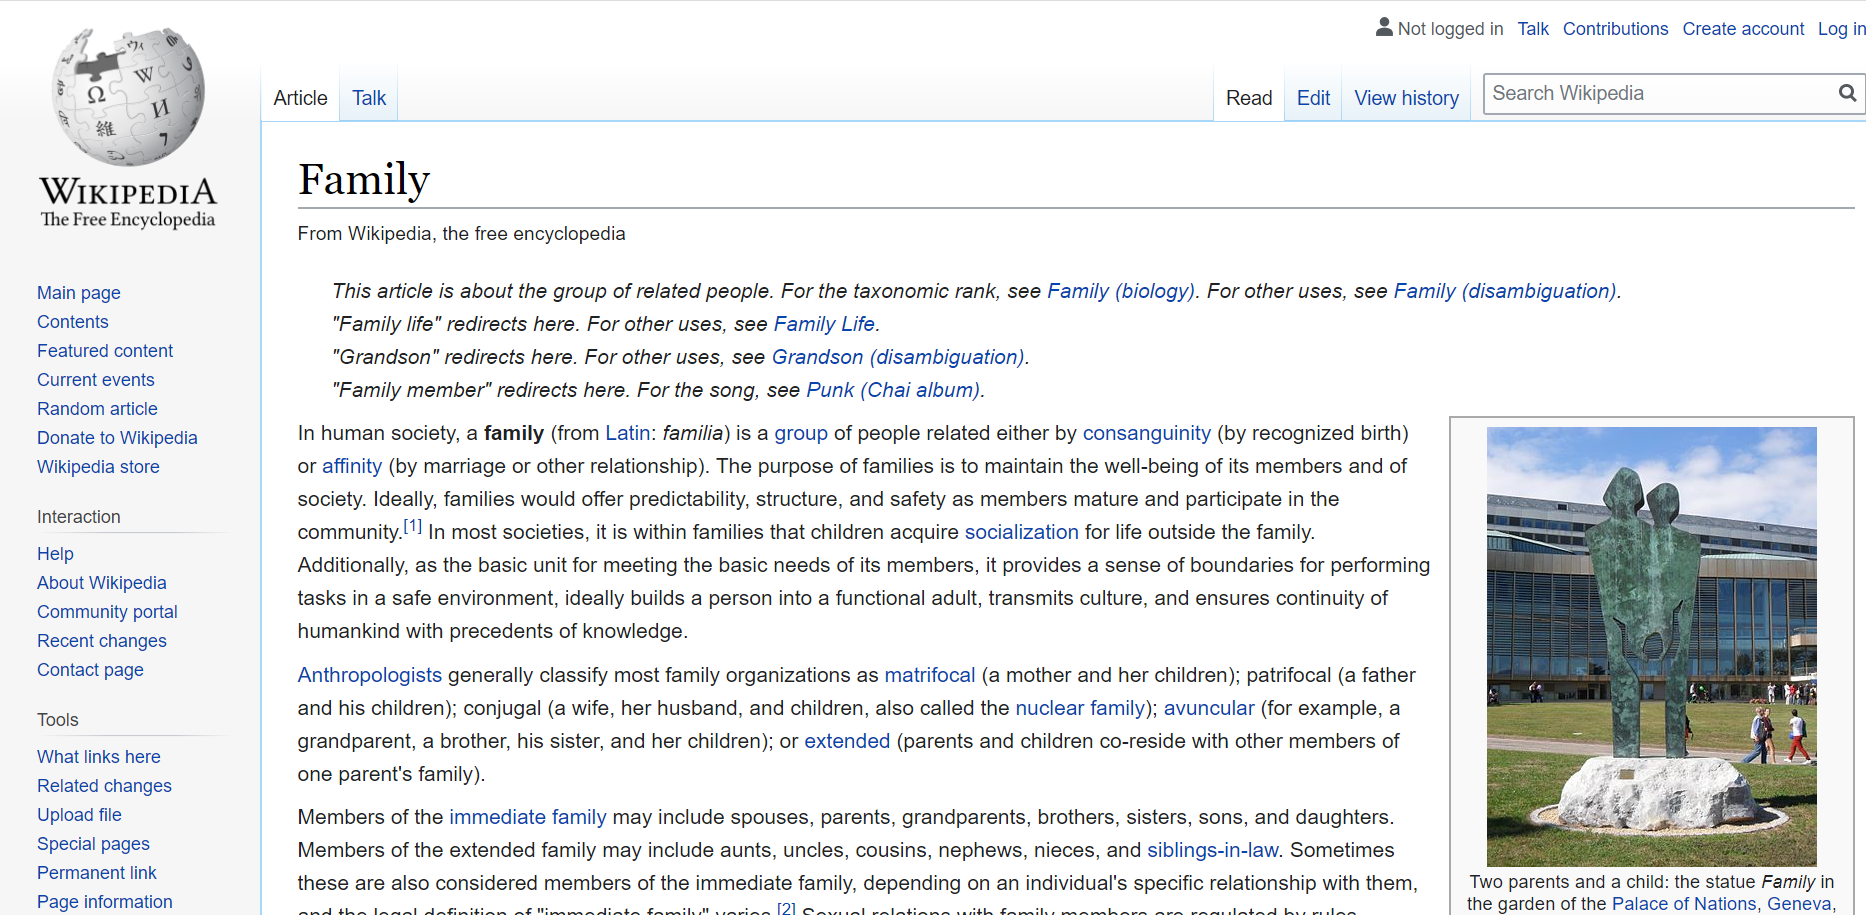 Not logged in Talk Contributions Create account Log in
Article Talk Read Edit View history Search Wikipedia
WIKIPEDIA
The Free Encyclopedia
Main page
Contents
Featured content
Current events
Random article
Donate to Wikipedia
Wikipedia store
Interaction
Help
About Wikipedia
Community portal
Recent changes
Contact page
Tools
What links here
Related changes
Upload file
Special pages
Permanent link
Page information
Family
From Wikipedia, the free encyclopedia
This article is about the group of related people. For the taxonomic rank, see Family (biology). For other uses, see Family (disambiguation).
"Family life" redirects here. For other uses, see Family Life.
"Grandson" redirects here. For other uses, see Grandson (disambiguation).
"Family member" redirects here. For the song, see Punk (Chai album).
In human society, a family (from Latin: familia) is a group of people related either by consanguinity (by recognized birth)
or affinity (by marriage or other relationship). The purpose of families is to maintain the well-being of its members and of
society. Ideally, families would offer predictability, structure, and safety as members mature and participate in the
community.[1] In most societies, it is within families that children acquire socialization for life outside the family.
Additionally, as the basic unit for meeting the basic needs of its members, it provides a sense of boundaries for performing
tasks in a safe environment, ideally builds a person into a functional adult, transmits culture, and ensures continuity of
humankind with precedents of knowledge.
Anthropologists generally classify most family organizations as matrifocal (a mother and her children); patrifocal (a father
and his children); conjugal (a wife, her husband, and children, also called the nuclear family); avuncular (for example, a
grandparent, a brother, his sister, and her children); or extended (parents and children co-reside with other members of
one parent's family).
Members of the immediate family may include spouses, parents, grandparents, brothers, sisters, sons, and daughters.
Members of the extended family may include aunts, uncles, cousins, nephews, nieces, and siblings-in-law. Sometimes
these are also considered members of the immediate family, depending on an individual's specific relationship with them,
and the legal definition of "immediate family" varies.[2] Sexual relations with family members are regulated by rules
Two parents and a child: the statue Family in
the garden of the Palace of Nations, Geneva,